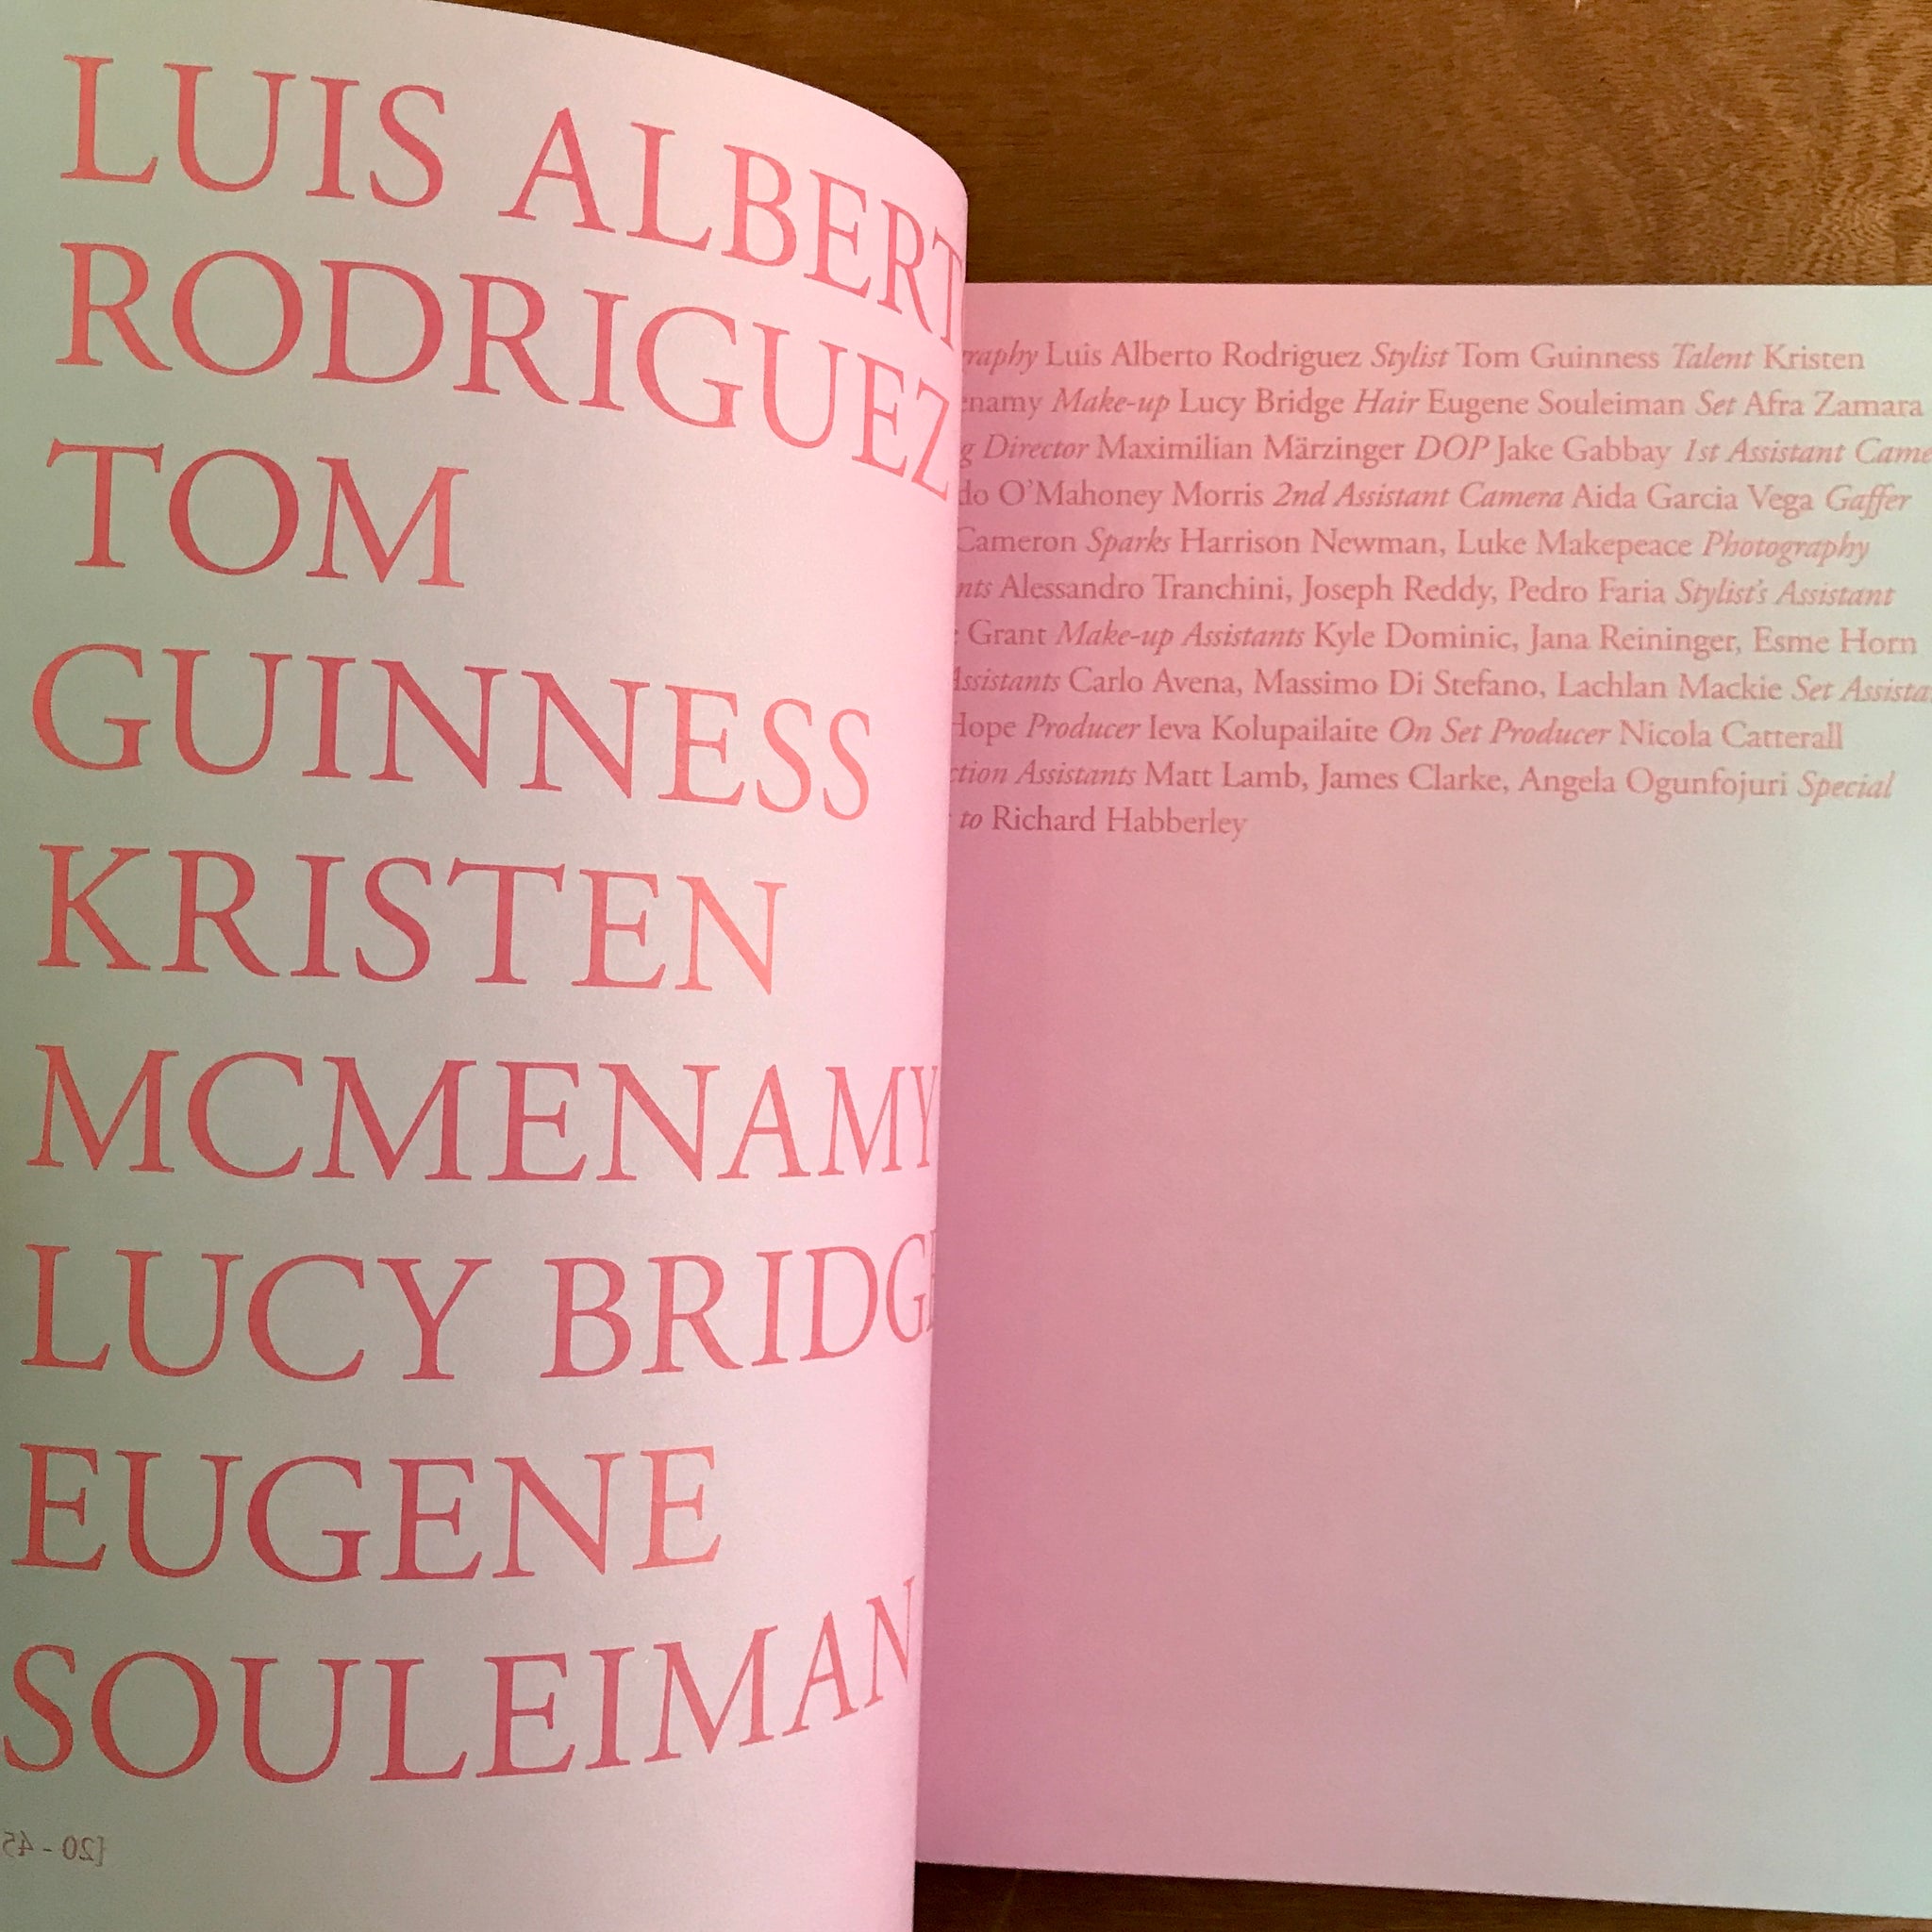 LUIS ALBERT
RODRIGUEZ
TOM
GUINNESS
KRISTEN
MCMENAMY
LUCY BRIDGE
EUGENE
SOULEIMAN
[20 - 45
raphy Luis Alberto Rodriguez Stylist Tom Guinness Talent Kristen
enamy Make-up Lucy Bridge Hair Eugene Souleiman Set Afra Zamara
g Director Maximilian Märzinger DOP Jake Gabbay 1st Assistant Came
do O’Mahoney Morris 2nd Assistant Camera Aida Garcia Vega Gaffer
Cameron Sparks Harrison Newman, Luke Makepeace Photography
nts Alessandro Tranchini, Joseph Reddy, Pedro Faria Stylist’s Assistant
Grant Make-up Assistants Kyle Dominic, Jana Reininger, Esme Horn
Assistants Carlo Avena, Massimo Di Stefano, Lachlan Mackie Set Assista
Hope Producer Ieva Kolupailaite On Set Producer Nicola Catterall
ction Assistants Matt Lamb, James Clarke, Angela Ogunfojuri Special
to Richard Habberley